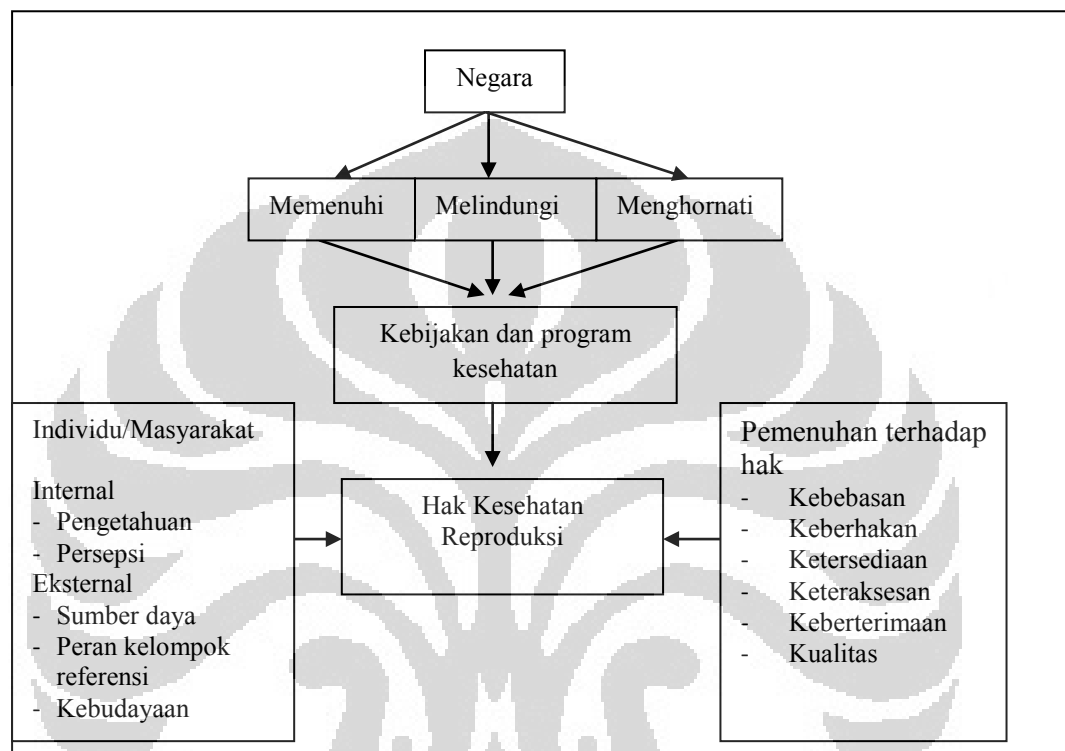 Negara
Memenuhi
Melindungi
Menghornati
Kebijakan dan program
kesehatan
Individu/Masyarakat
Internal
- Pengetahuan
- Persepsi
Eksternal
- Sumber daya
- Peran kelompok
referensi
- Kebudayaan
Hak Kesehatan
Reproduksi
Pemenuhan terhadap
hak
- Kebebasan
- Keberhakan
- Ketersediaan
- Keteraksesan
- Keberterimaan
- Kualitas